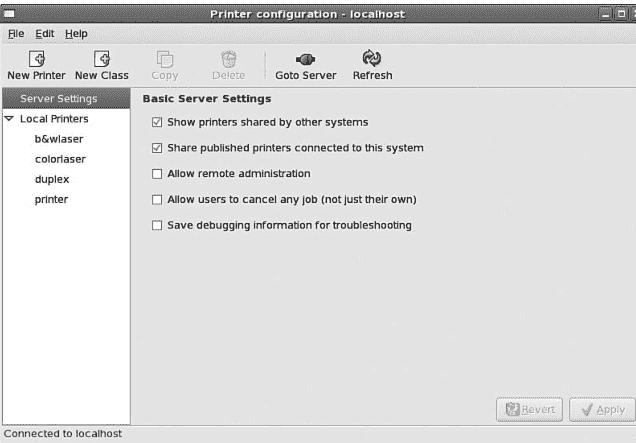 Printer configuration - localhost
File Edit Help
New Printer New Class Copy Delete Goto Server Refresh
Server Settings
Local Printers
b&wlaser
colorlaser
duplex
printer
Basic Server Settings
Show printers shared by other systems
Share published printers connected to this system
Allow remote administration
Allow users to cancel any job (not just their own)
Save debugging information for troubleshooting
Revert Apply
Connected to localhost